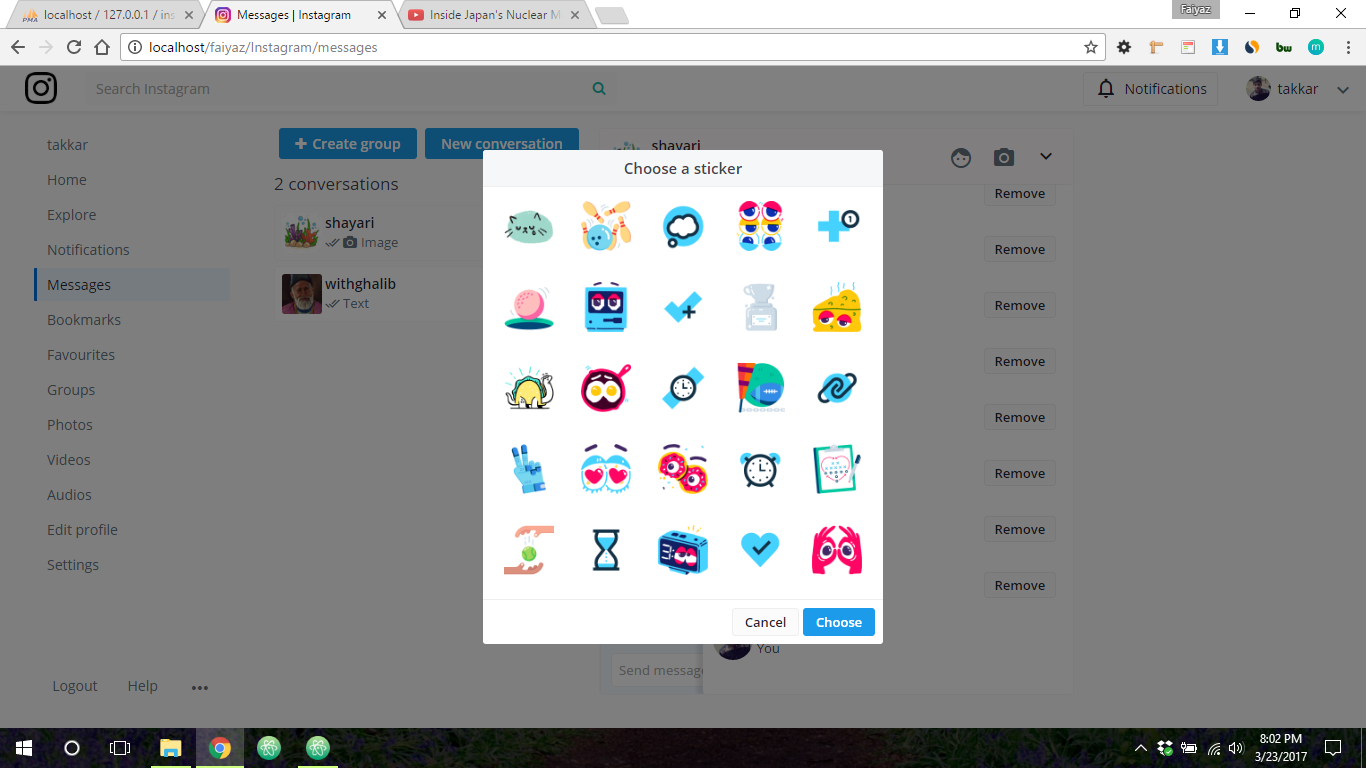 localhost / 127.0.0.1 / ins
Messages | Instagram
Inside Japan's Nuclear M
Faiyaz
localhost/faiyaz/Instagram/messages
bw
m
Search Instagram
Notifications
takkar
takkar
Home
Explore
Notifications
Messages
Bookmarks
Favourites
Groups
Photos
Videos
Audios
Edit profile
Settings
Logout
Help
Create group
New conversation
2 conversations
shayari
Image
withghalib
Text
shayari
Choose a sticker
1
Cancel
Choose
Remove
Remove
Remove
Remove
Remove
Remove
Remove
Remove
You
Send messag
8:02 PM
3/23/2017